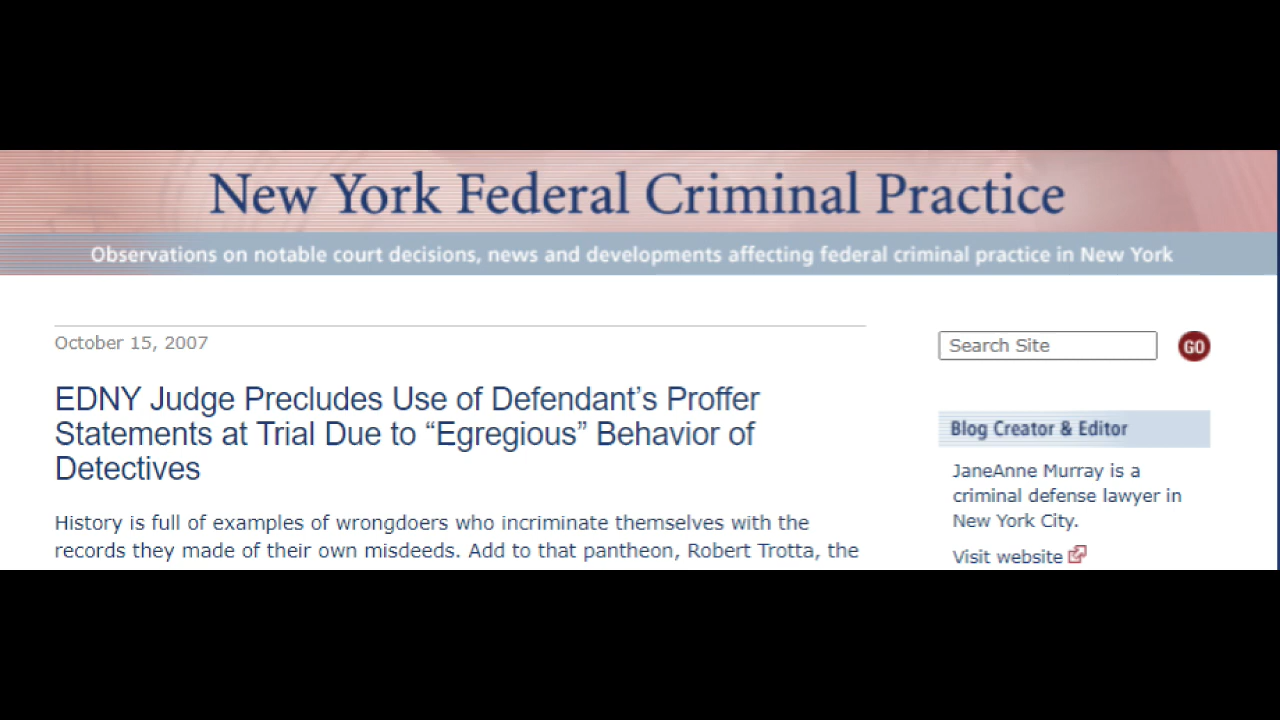 New York Federal Criminal Practice
Observations on notable court decisions, news and developments affecting federal criminal practice in New York
October 15, 2007
EDNY Judge Precludes Use of Defendant’s Proffer
Statements at Trial Due to “Egregious” Behavior of
Detectives
History is full of examples of wrongdoers who incriminate themselves with the
records they made of their own misdeeds. Add to that pantheon, Robert Trotta, the
Search Site
GO
Blog Creator & Editor
JaneAnne Murray is a
criminal defense lawyer in
New York City.
Visit website